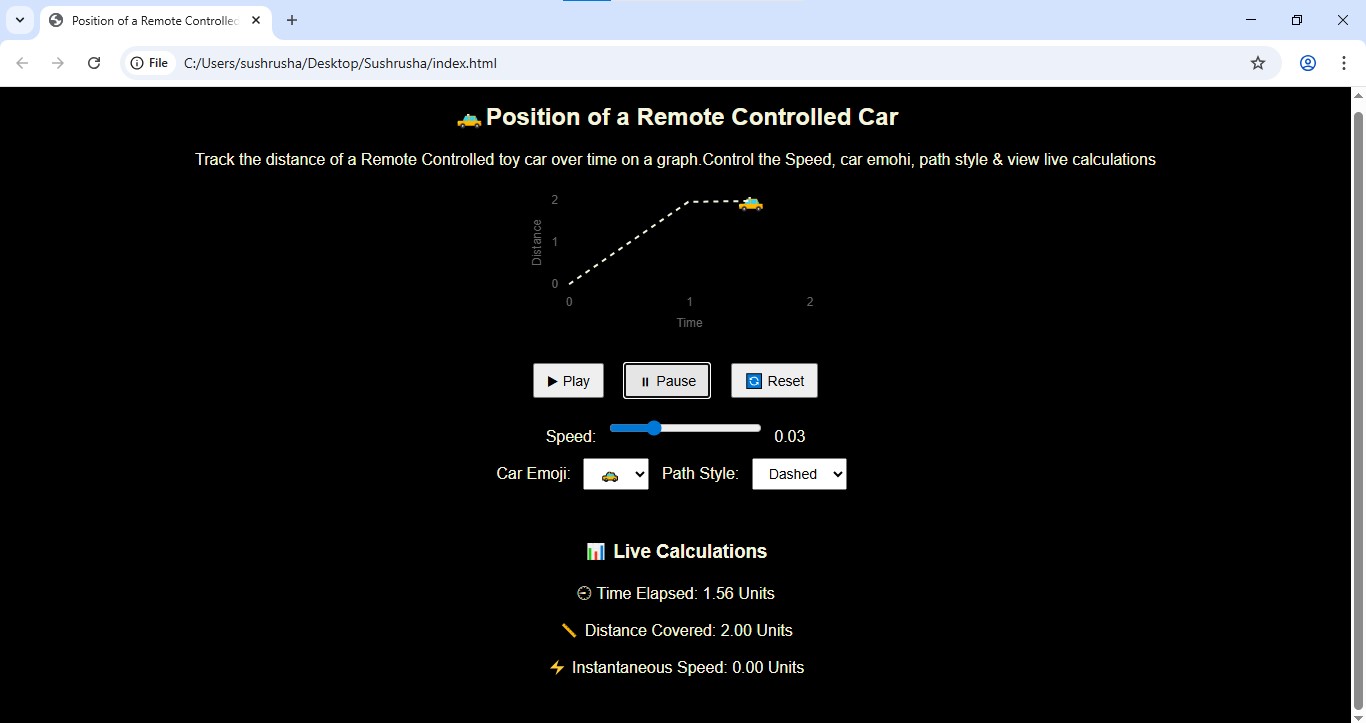 Position of a Remote Controlled
File C:/Users/sushrusha/Desktop/Sushrusha/index.html
🚕Position of a Remote Controlled Car
Track the distance of a Remote Controlled toy car over time on a graph.Control the Speed, car emohi, path style & view live calculations
2
1
0
Distance
0 1 2
Time
▶ Play ⏸ Pause 🔄 Reset
Speed: 0.03
Car Emoji: 🚕 Path Style: Dashed
📊 Live Calculations
Time Elapsed: 1.56 Units
Distance Covered: 2.00 Units
⚡ Instantaneous Speed: 0.00 Units